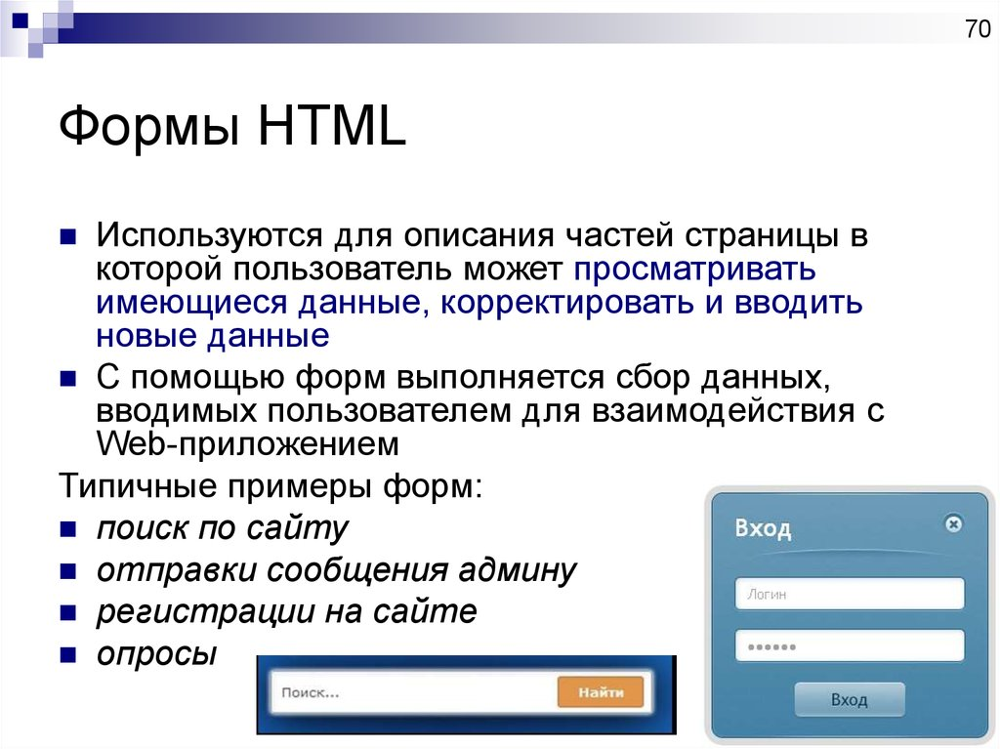 70
Формы HTML
Используются для описания частей страницы в
которой пользователь может просматривать
имеющиеся данные, корректировать и вводить
новые данные
С помощью форм выполняется сбор данных,
вводимых пользователем для взаимодействия с
Web-приложением
Типичные примеры форм:
поиск по сайту
отправки сообщения админу
регистрации на сайте
опросы
Поиск...
Найти
Вход
Логин
Вход